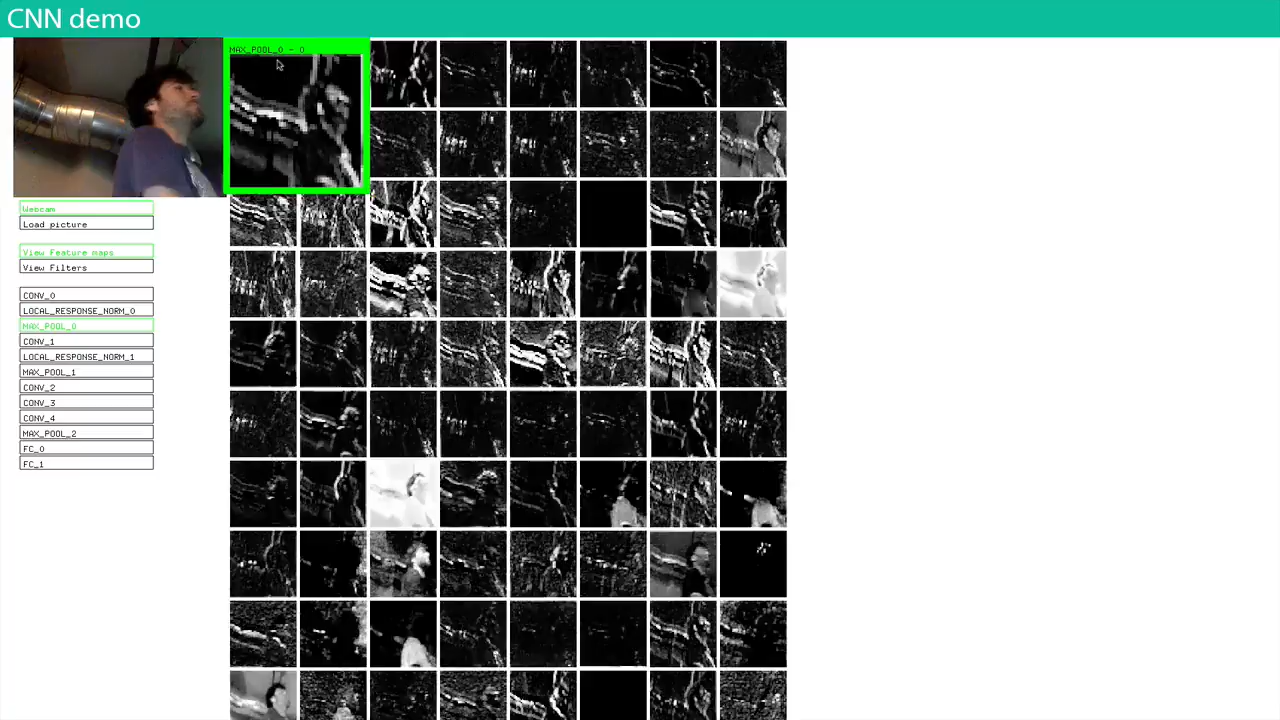 CNN demo
MAX_POOL_0 - 0
Webcam
Load picture
View Feature maps
View Filters
CONV_0
LOCAL_RESPONSE_NORM_0
MAX_POOL_0
CONV_1
LOCAL_RESPONSE_NORM_1
MAX_POOL_1
CONV_2
CONV_3
CONV_4
MAX_POOL_2
FC_0
FC_1